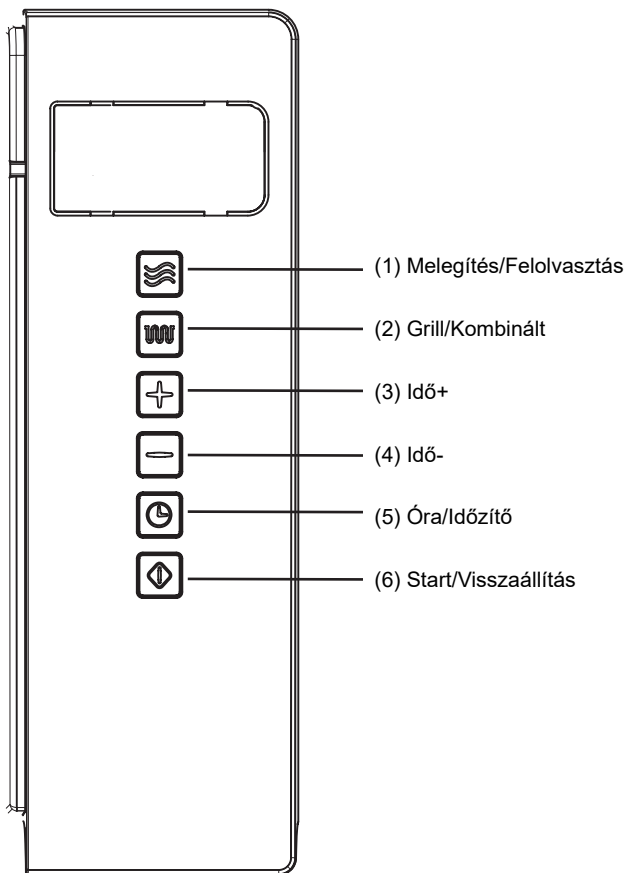 (1) Melegítés/Felolvasztás
(2) Grill/Kombinált
(3) Idő+
(4) Idő-
(5) Óra/Időzítő
(6) Start/Visszaállítás